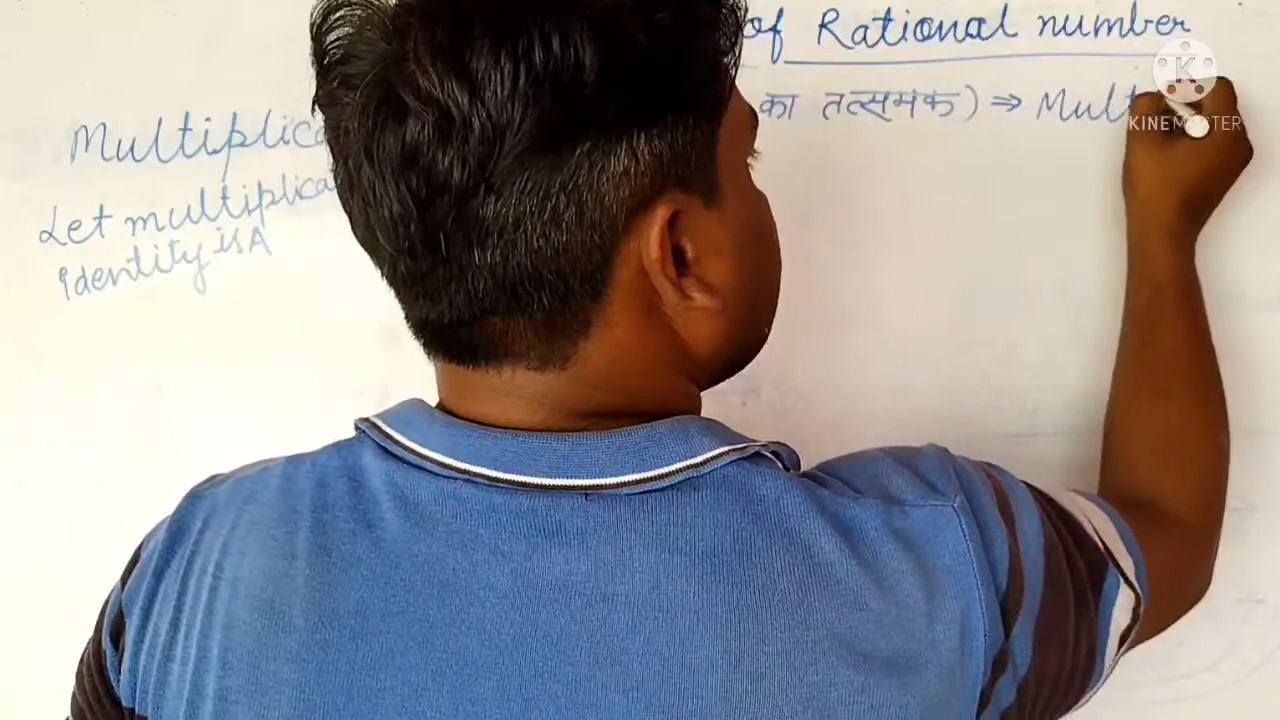 of Rational number
का तत्समक) ⇒ Mult
Multiplica
Let multiplica
Identity is A
KINEMASTER